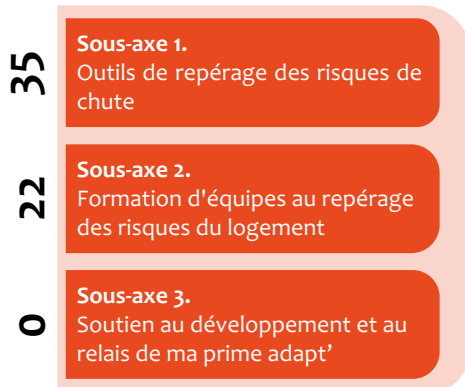 35
Sous-axe 1.
Outils de repérage des risques de
chute
22
Sous-axe 2.
Formation d'équipes au repérage
des risques du logement
0
Sous-axe 3.
Soutien au développement et au
relais de ma prime adapt’